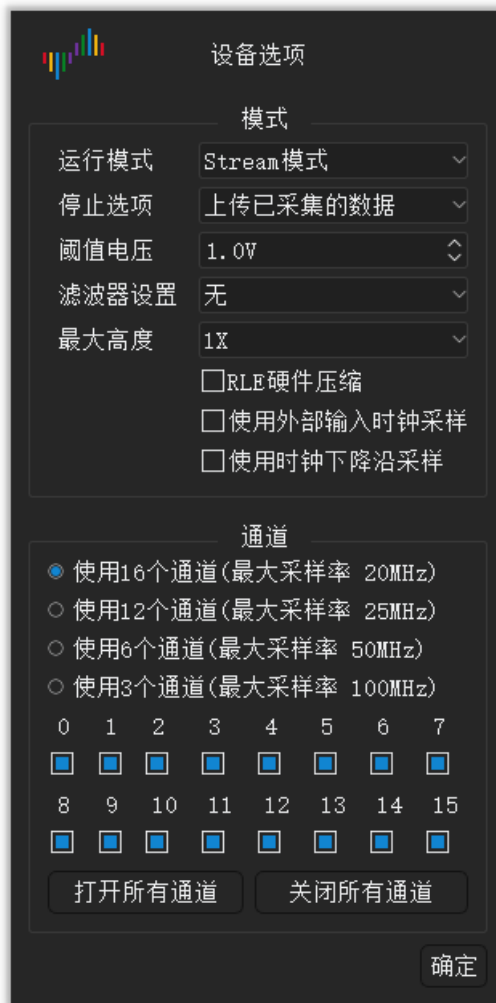 设备选项
模式
运行模式 Stream模式
停止选项 上传已采集的数据
阈值电压 1.0V
滤波器设置 无
最大高度 1X
RLE硬件压缩
使用外部输入时钟采样
使用时钟下降沿采样
通道
使用16个通道(最大采样率 20MHz)
使用12个通道(最大采样率 25MHz)
使用6个通道(最大采样率 50MHz)
使用3个通道(最大采样率 100MHz)
0 1 2 3 4 5 6 7
8 9 10 11 12 13 14 15
打开所有通道 关闭所有通道
确定